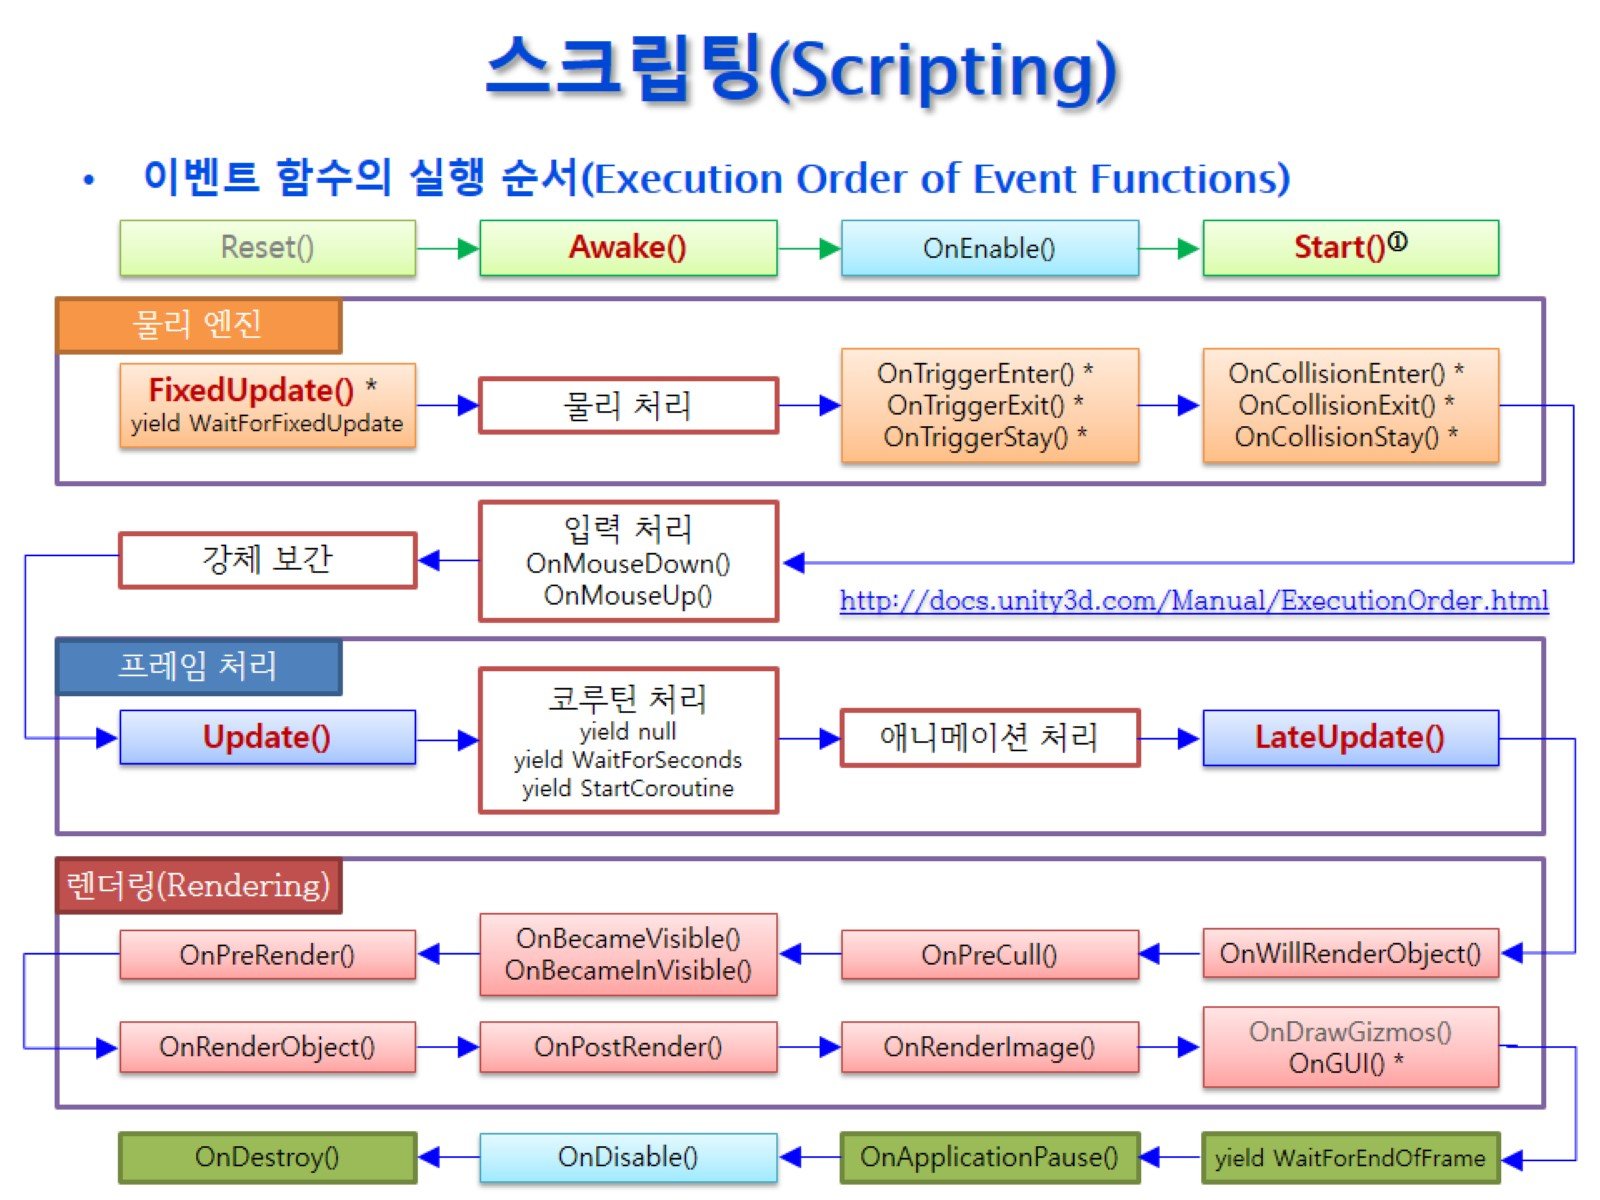 스크립팅(Scripting)
• 이벤트 함수의 실행 순서(Execution Order of Event Functions)
Reset()
Awake()
OnEnable()
Start()①
물리 엔진
FixedUpdate() *
yield WaitForFixedUpdate
물리 처리
OnTriggerEnter() *
OnTriggerExit() *
OnTriggerStay() *
OnCollisionEnter() *
OnCollisionExit() *
OnCollisionStay() *
입력 처리
OnMouseDown()
OnMouseUp()
강체 보간
http://docs.unity3d.com/Manual/ExecutionOrder.html
프레임 처리
Update()
코루틴 처리
yield null
yield WaitForSeconds
yield StartCoroutine
애니메이션 처리
LateUpdate()
렌더링(Rendering)
OnPreRender()
OnBecameVisible()
OnBecameInVisible()
OnPreCull()
OnWillRenderObject()
OnRenderObject()
OnPostRender()
OnRenderImage()
OnDrawGizmos()
OnGUI() *
OnDestroy()
OnDisable()
OnApplicationPause()
yield WaitForEndOfFrame